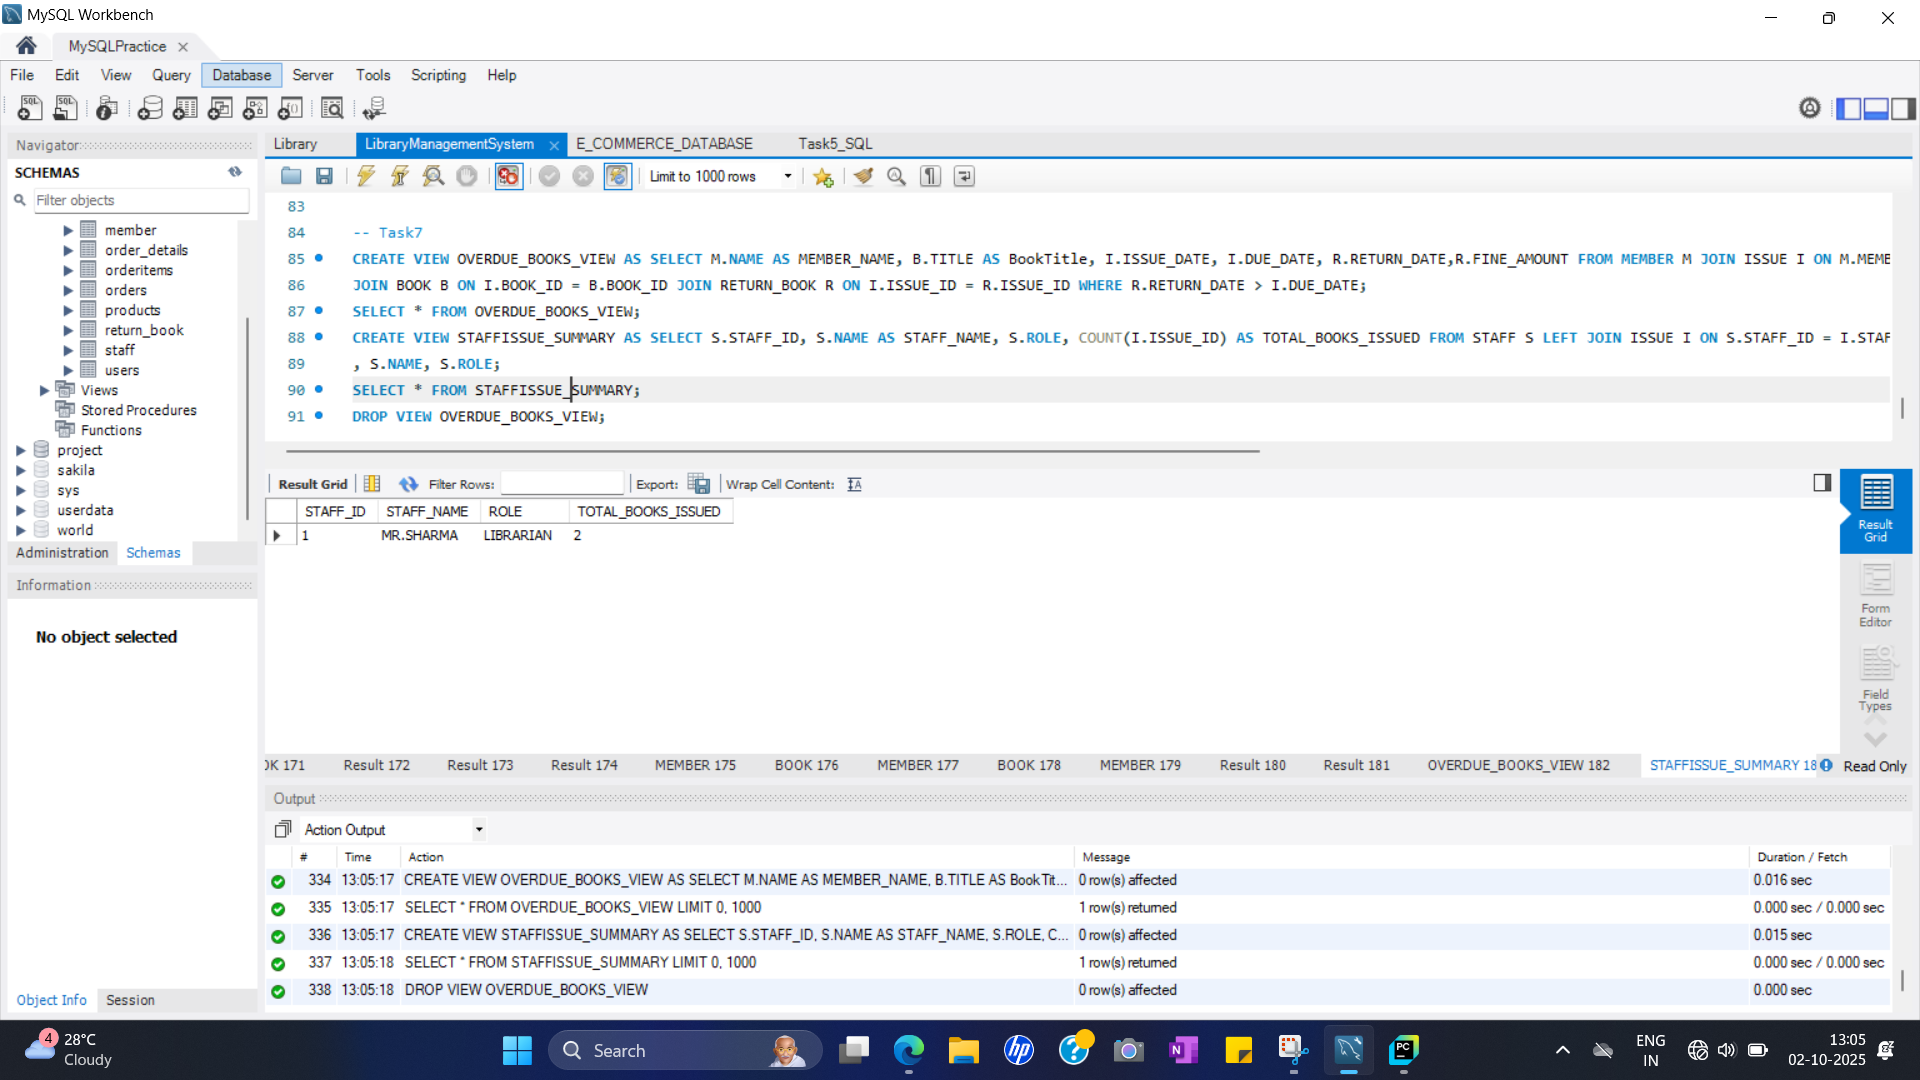 MySQL Workbench
MySQLPractice
File Edit View Query Database Server Tools Scripting Help
Navigator
SCHEMAS
Filter objects
member
order_details
orderitems
orders
products
return_book
staff
users
Views
Stored Procedures
Functions
project
sakila
sys
userdata
world
Administration Schemas
Information
No object selected
Object Info Session
Library LibraryManagementSystem E_COMMERCE_DATABASE Task5_SQL
Limit to 1000 rows
83
84 -- Task7
85 CREATE VIEW OVERDUE_BOOKS_VIEW AS SELECT M.NAME AS MEMBER_NAME, B.TITLE AS BookTitle, I.ISSUE_DATE, I.DUE_DATE, R.RETURN_DATE,R.FINE_AMOUNT FROM MEMBER M JOIN ISSUE I ON M.MEMB
86 JOIN BOOK B ON I.BOOK_ID = B.BOOK_ID JOIN RETURN_BOOK R ON I.ISSUE_ID = R.ISSUE_ID WHERE R.RETURN_DATE > I.DUE_DATE;
87 SELECT * FROM OVERDUE_BOOKS_VIEW;
88 CREATE VIEW STAFFISSUE_SUMMARY AS SELECT S.STAFF_ID, S.NAME AS STAFF_NAME, S.ROLE, COUNT(I.ISSUE_ID) AS TOTAL_BOOKS_ISSUED FROM STAFF S LEFT JOIN ISSUE I ON S.STAFF_ID = I.STAF
89 , S.NAME, S.ROLE;
90 SELECT * FROM STAFFISSUE_SUMMARY;
91 DROP VIEW OVERDUE_BOOKS_VIEW;
Result Grid Filter Rows: Export: Wrap Cell Content:
STAFF_ID STAFF_NAME ROLE TOTAL_BOOKS_ISSUED
1 MR.SHARMA LIBRARIAN 2
Result Grid
Form Editor
Field Types
OK 171 Result 172 Result 173 Result 174 MEMBER 175 BOOK 176 MEMBER 177 BOOK 178 MEMBER 179 Result 180 Result 181 OVERDUE_BOOKS_VIEW 182 STAFFISSUE_SUMMARY 18 Read Only
Output
Action Output
# Time Action Message Duration / Fetch
334 13:05:17 CREATE VIEW OVERDUE_BOOKS_VIEW AS SELECT M.NAME AS MEMBER_NAME, B.TITLE AS BookTit... 0 row(s) affected 0.016 sec
335 13:05:17 SELECT * FROM OVERDUE_BOOKS_VIEW LIMIT 0, 1000 1 row(s) returned 0.000 sec / 0.000 sec
336 13:05:17 CREATE VIEW STAFFISSUE_SUMMARY AS SELECT S.STAFF_ID, S.NAME AS STAFF_NAME, S.ROLE, C... 0 row(s) affected 0.015 sec
337 13:05:18 SELECT * FROM STAFFISSUE_SUMMARY LIMIT 0, 1000 1 row(s) returned 0.000 sec / 0.000 sec
338 13:05:18 DROP VIEW OVERDUE_BOOKS_VIEW 0 row(s) affected 0.000 sec
4 28°C
Cloudy
Search
ENG
IN
13:05
02-10-2025